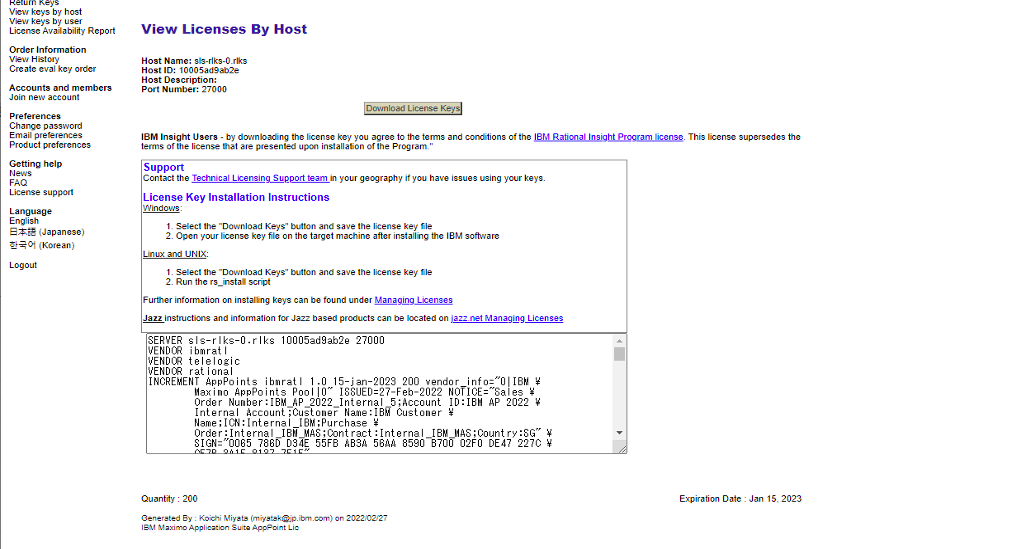 Return Keys
View keys by host
View keys by user
License Availability Report
Order Information
View History
Create eval key order
Accounts and members
Join new account
Preferences
Change password
Email preferences
Product preferences
Getting help
News
FAQ
License support
Language
English
日本語 (Japanese)
한국어 (Korean)
Logout
View Licenses By Host
Host Name: sls-rlks-0.rlks
Host ID: 10005ad9ab2e
Host Description:
Port Number: 27000
Download License Keys
IBM Insight Users - by downloading the license key you agree to the terms and conditions of the IBM Rational Insight Program license. This license supersedes the
terms of the license that are presented upon installation of the Program."
Support
Contact the Technical Licensing Support team in your geography if you have issues using your keys.
License Key Installation Instructions
Windows:
1. Select the "Download Keys" button and save the license key file
2. Open your license key file on the target machine after installing the IBM software
Linux and UNIX:
1. Select the "Download Keys" button and save the license key file
2. Run the rs_install script
Further information on installing keys can be found under Managing Licenses
Jazz instructions and information for Jazz based products can be located on jazz.net Managing Licenses
SERVER sls-rlks-0.rlks 10005ad9ab2e 27000
VENDOR ibmratl
VENDOR telelogic
VENDOR rational
INCREMENT AppPoints ibmratl 1.0 15-jan-2023 200 vendor_info="0|IBM ¥
Maximo AppPoints Pool|0" ISSUED=27-Feb-2022 NOTICE="Sales ¥
Order Number:IBM_AP_2022_Internal_5;Account ID:IBM AP 2022 ¥
Internal Account;Customer Name:IBM Customer ¥
Name;ICN:Internal_IBM;Purchase ¥
Order:Internal_IBM_MAS;Contract:Internal_IBM_MAS;Country:SG" ¥
SIGN="0065 786D D34E 55FB AB3A 56AA 8590 B700 02F0 DE47 227C ¥
Quantity : 200
Expiration Date : Jan 15, 2023
Generated By : Koichi Miyata (miyatak@jp.ibm.com) on 2022/02/27
IBM Maximo Application Suite AppPoint Lic